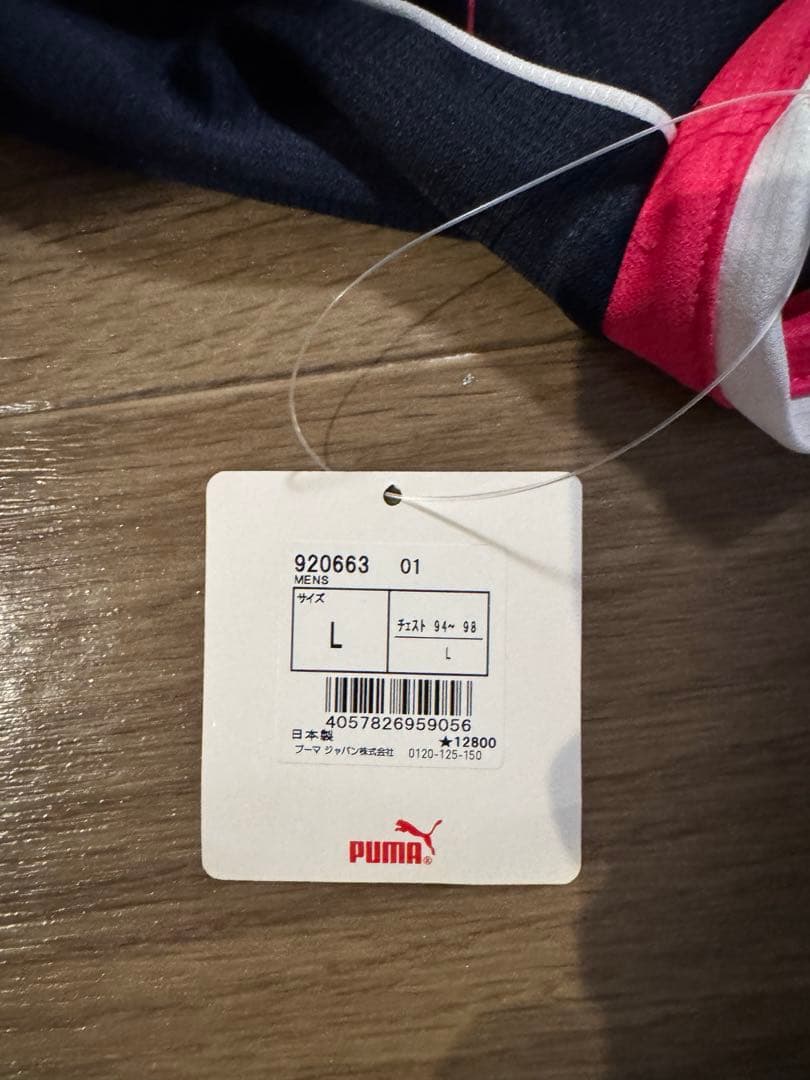 920663 01
MENS
サイズ
L
チェスト 94~ 98
L
4057826959056
日本製
★12800
プーマ ジャパン株式会社 0120-125-150
PUMA®